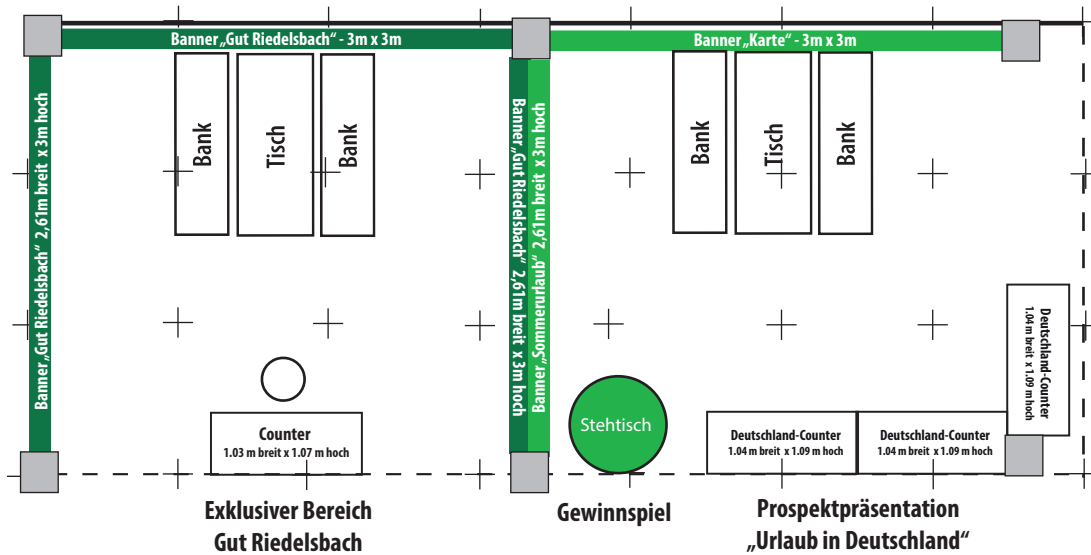 Banner „Gut Riedelsbach“ - 3m x 3m
Banner „Karte“ - 3m x 3m
Banner „Gut Riedelsbach“ 2,61m breit x 3m hoch
Bank
Tisch
Bank
Banner „Gut Riedelsbach“ 2,61m breit x 3m hoch
Banner „Sommerurlaub“ 2,61m breit x 3m hoch
Bank
Tisch
Bank
Deutschland-Counter
1.04 m breit x 1.09 m hoch
Counter
1.03 m breit x 1.07 m hoch
Stehtisch
Deutschland-Counter
1.04 m breit x 1.09 m hoch
Deutschland-Counter
1.04 m breit x 1.09 m hoch
Exklusiver Bereich
Gut Riedelsbach
Gewinnspiel
Prospektpräsentation
„Urlaub in Deutschland“